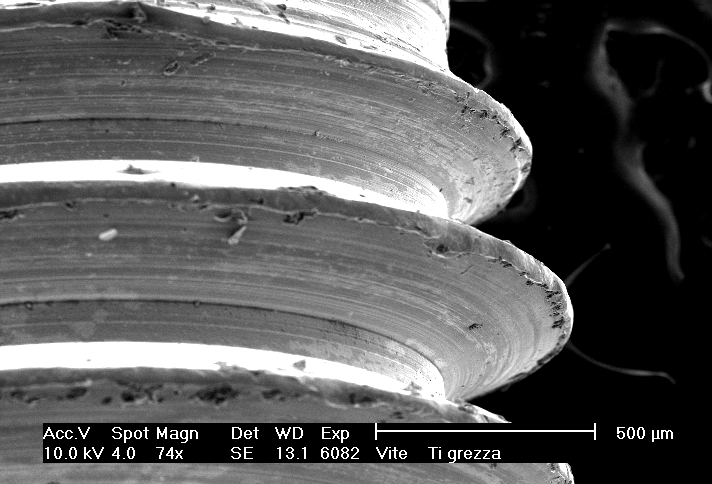 Acc.V Spot Magn Det WD Exp 500 µm
10.0 kV 4.0 74x SE 13.1 6082 Vite Ti grezza